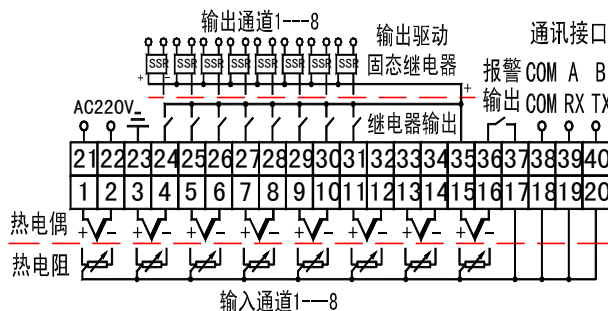 输出通道1---8
输出驱动
固态继电器
通讯接口
SSR SSR SSR SSR SSR SSR SSR SSR
+ -
+
报警 COM A B
输出 COM RX TX
AC220V
继电器输出
21 22 23 24 25 26 27 28 29 30 31 32 33 34 35 36 37 38 39 40
1 2 3 4 5 6 7 8 9 10 11 12 13 14 15 16 17 18 19 20
热电偶 + - + - + - + - + - + - + - + -
热电阻
输入通道1---8